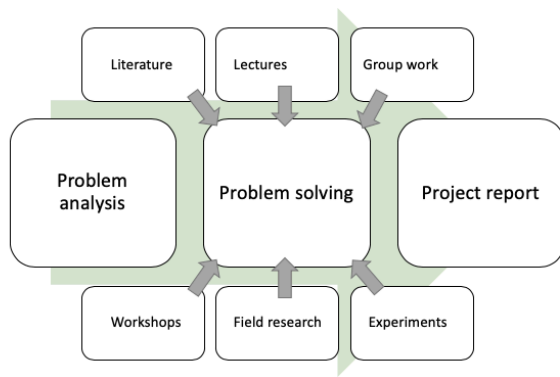 Literature
Lectures
Group work
Problem
analysis
Problem solving
Project report
Workshops
Field research
Experiments